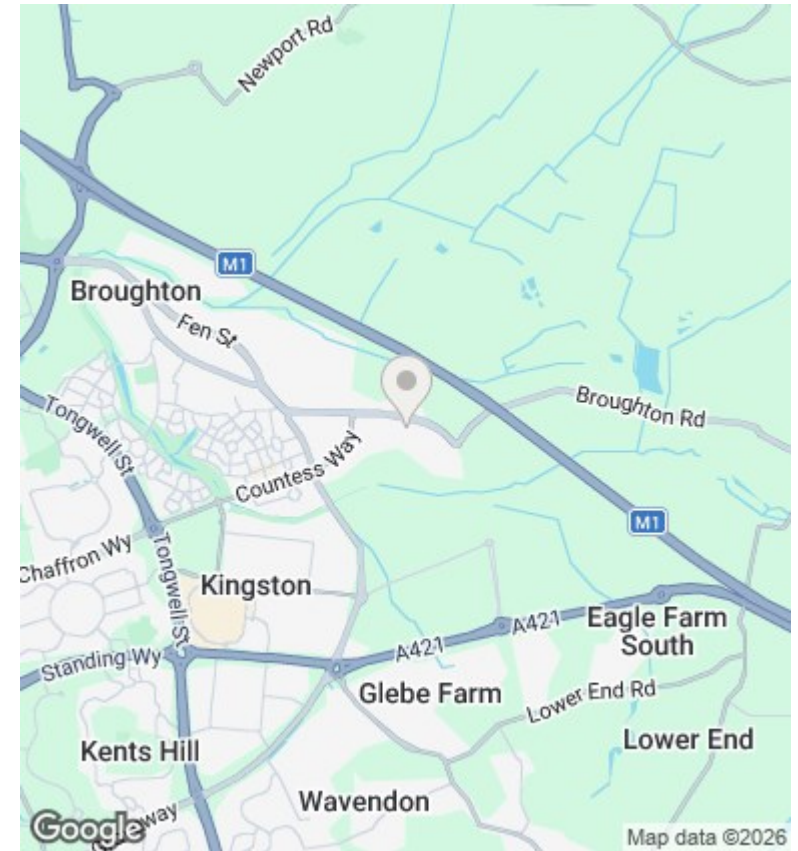 Newport Rd
M1
Broughton
Fen St
Broughton Rd
Tongwell St
Countess Way
M1
Chaffron Wy
Tongwell St
Kingston
Eagle Farm
South
A421
A421
Standing Wy
Glebe Farm
Lower End Rd
Lower End
Kents Hill
Wavendon
way
Google
Map data ©2026